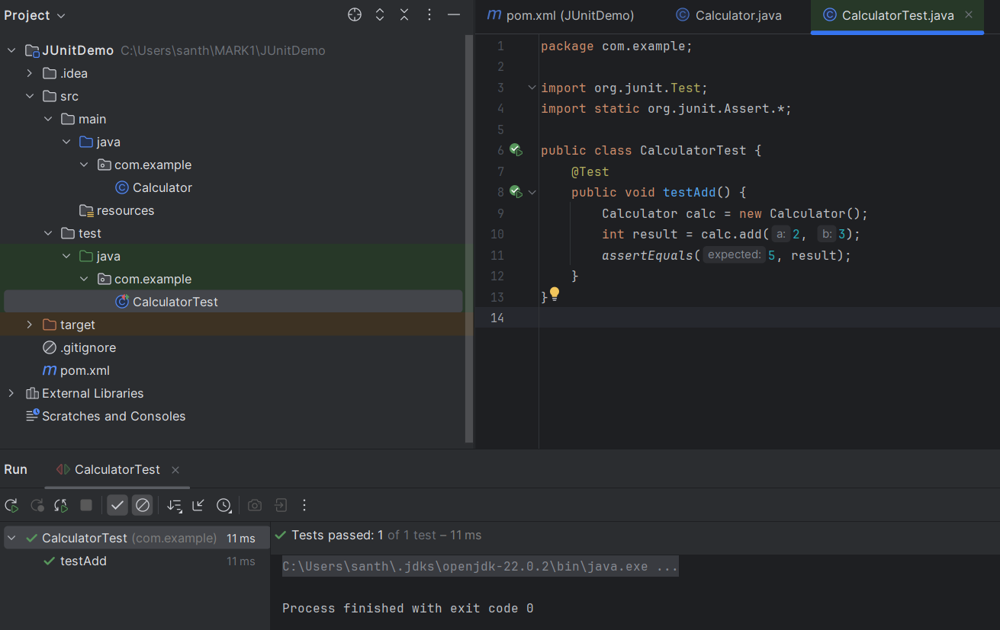 Project
JUnitDemo C:\Users\santh\MARK1\JUnitDemo
.idea
src
main
java
com.example
Calculator
resources
test
java
com.example
CalculatorTest
target
.gitignore
pom.xml
External Libraries
Scratches and Consoles
pom.xml (JUnitDemo) Calculator.java CalculatorTest.java
1 package com.example;
2
3 import org.junit.Test;
4 import static org.junit.Assert.*;
5
6 public class CalculatorTest {
7 @Test
8 public void testAdd() {
9 Calculator calc = new Calculator();
10 int result = calc.add( a: 2, b: 3);
11 assertEquals( expected: 5, result);
12 }
13 }
14
Run CalculatorTest
CalculatorTest (com.example) 11 ms
testAdd 11 ms
Tests passed: 1 of 1 test – 11 ms
C:\Users\santh\.jdks\openjdk-22.0.2\bin\java.exe ...
Process finished with exit code 0